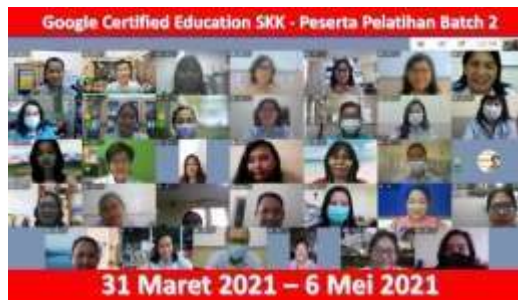 Google Certified Education SKK - Peserta Pelatihan Batch 2
31 Maret 2021 – 6 Mei 2021